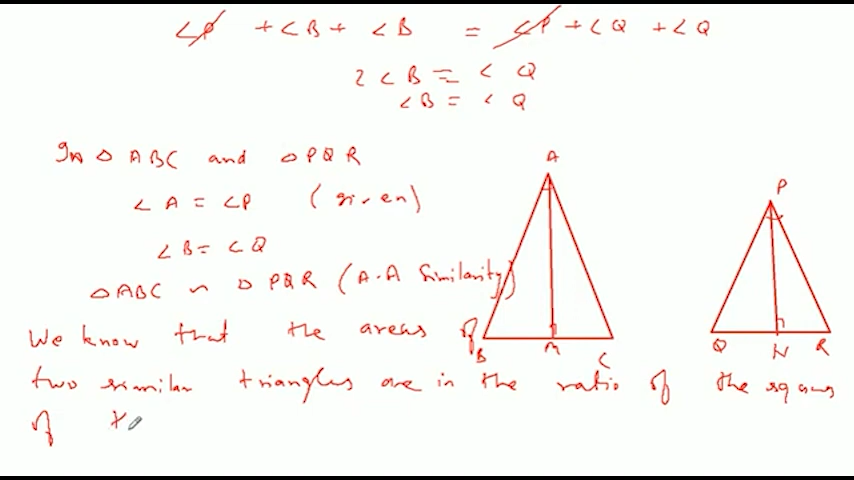 ∠P + ∠B + ∠B = ∠P + ∠Q + ∠Q
2 ∠B = ∠Q
∠B = ∠Q
In △ ABC and △PQR
∠A = ∠P (given)
∠B = ∠Q
△ABC ~ △ PQR (A.A Similarity)
A
B M C
P
Q N R
We know that the areas of
two similar triangles are in the ratio of the squares
of